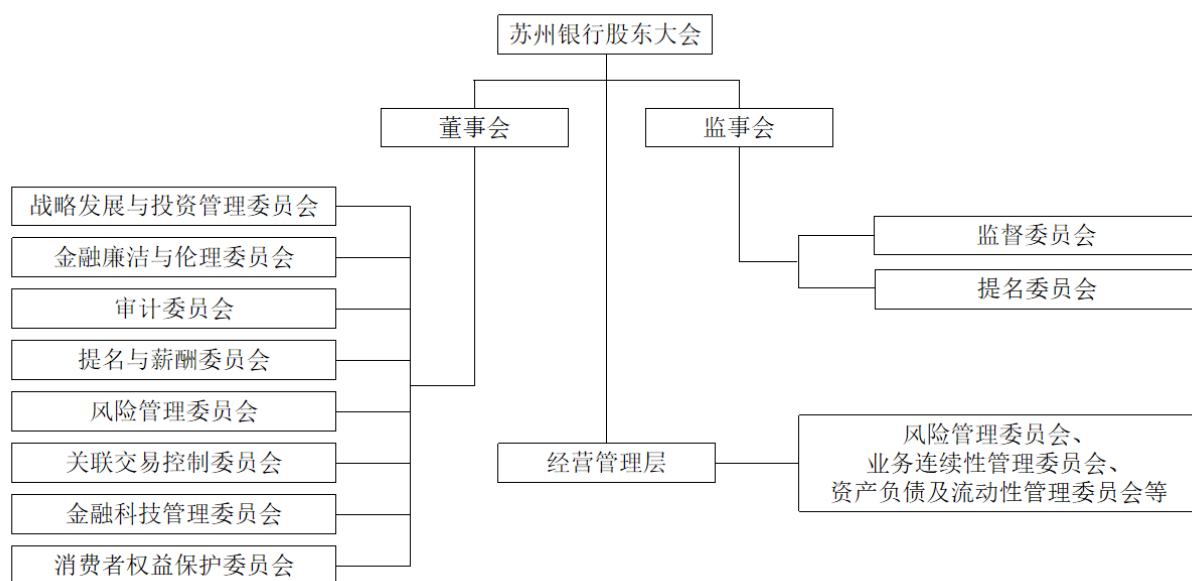 苏州银行股东大会
董事会
监事会
战略发展与投资管理委员会
金融廉洁与伦理委员会
审计委员会
提名与薪酬委员会
风险管理委员会
关联交易控制委员会
金融科技管理委员会
消费者权益保护委员会
监督委员会
提名委员会
经营管理层
风险管理委员会、
业务连续性管理委员会、
资产负债及流动性管理委员会等